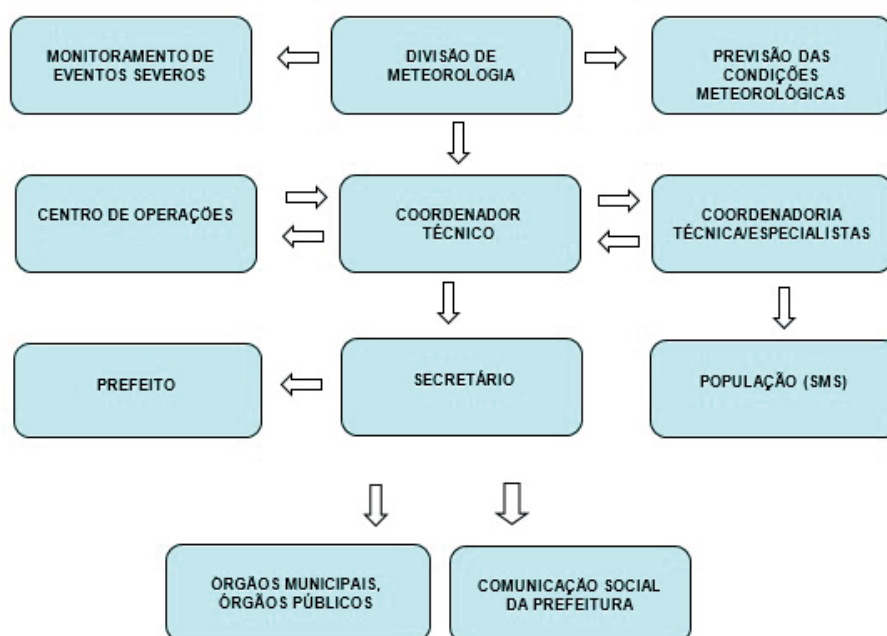 MONITORAMENTO DE
EVENTOS SEVEROS
DIVISÃO DE
METEOROLOGIA
PREVISÃO DAS
CONDIÇÕES
METEOROLÓGICAS
CENTRO DE OPERAÇÕES
COORDENADOR
TÉCNICO
COORDENADORIA
TÉCNICA/ESPECIALISTAS
PREFEITO
SECRETÁRIO
POPULAÇÃO (SMS)
ÓRGÃOS MUNICIPAIS,
ÓRGÃOS PÚBLICOS
COMUNICAÇÃO SOCIAL
DA PREFEITURA